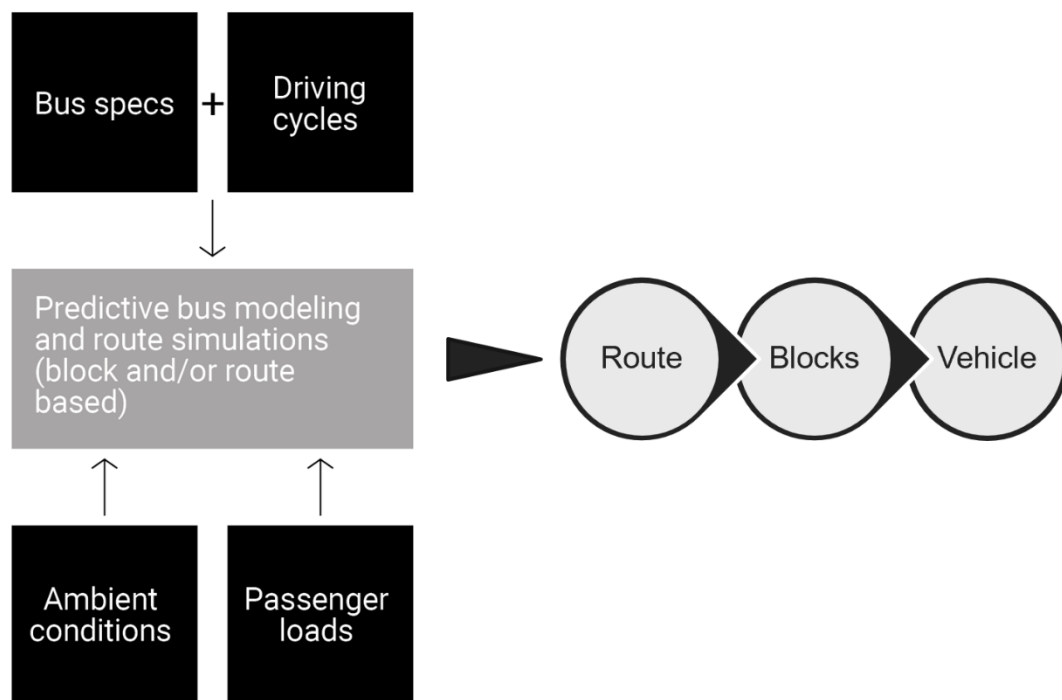 Bus specs
+
Driving
cycles
Predictive bus modeling
and route simulations
(block and/or route
based)
Route
Blocks
Vehicle
Ambient
conditions
Passenger
loads